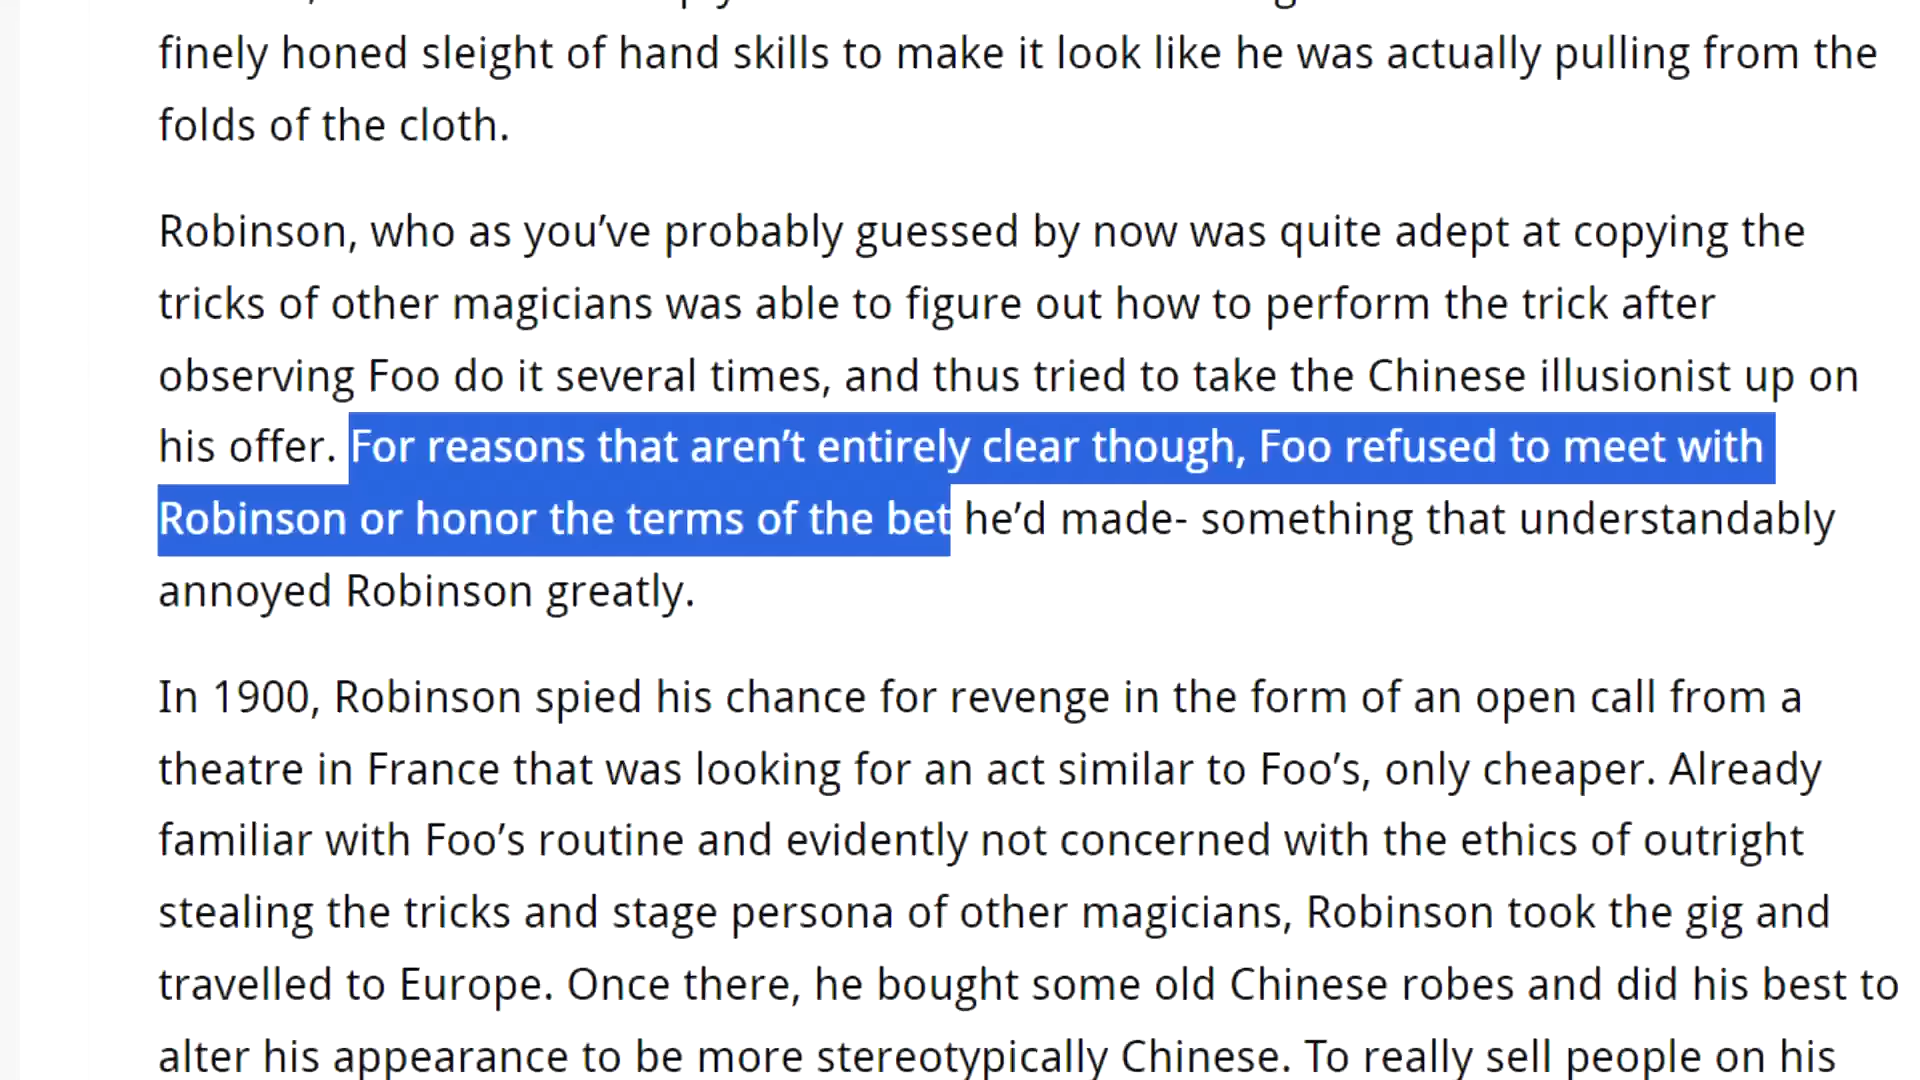 finely honed sleight of hand skills to make it look like he was actually pulling from the
folds of the cloth.
Robinson, who as you’ve probably guessed by now was quite adept at copying the
tricks of other magicians was able to figure out how to perform the trick after
observing Foo do it several times, and thus tried to take the Chinese illusionist up on
his offer. For reasons that aren’t entirely clear though, Foo refused to meet with
Robinson or honor the terms of the bet he’d made- something that understandably
annoyed Robinson greatly.
In 1900, Robinson spied his chance for revenge in the form of an open call from a
theatre in France that was looking for an act similar to Foo’s, only cheaper. Already
familiar with Foo’s routine and evidently not concerned with the ethics of outright
stealing the tricks and stage persona of other magicians, Robinson took the gig and
travelled to Europe. Once there, he bought some old Chinese robes and did his best to
alter his appearance to be more stereotypically Chinese. To really sell people on his